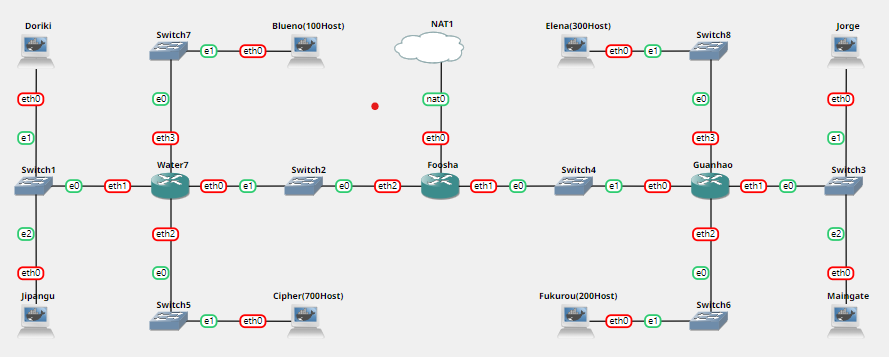 Doriki
Switch7
Blueno(100Host)
NAT1
Elena(300Host)
Switch8
Jorge
e1
eth0
eth0
e1
eth0
e0
nat0
e0
eth0
e1
eth3
eth0
eth3
e1
Switch1
Water7
Switch2
Foosha
Switch4
Guanhao
Switch3
e0
eth1
eth0
e1
e0
eth2
eth1
e0
e1
eth0
eth1
e0
e2
eth2
eth2
e2
eth0
e0
e0
eth0
Jipangu
Switch5
Cipher(700Host)
Fukurou(200Host)
Switch6
Maingate
e1
eth0
eth0
e1